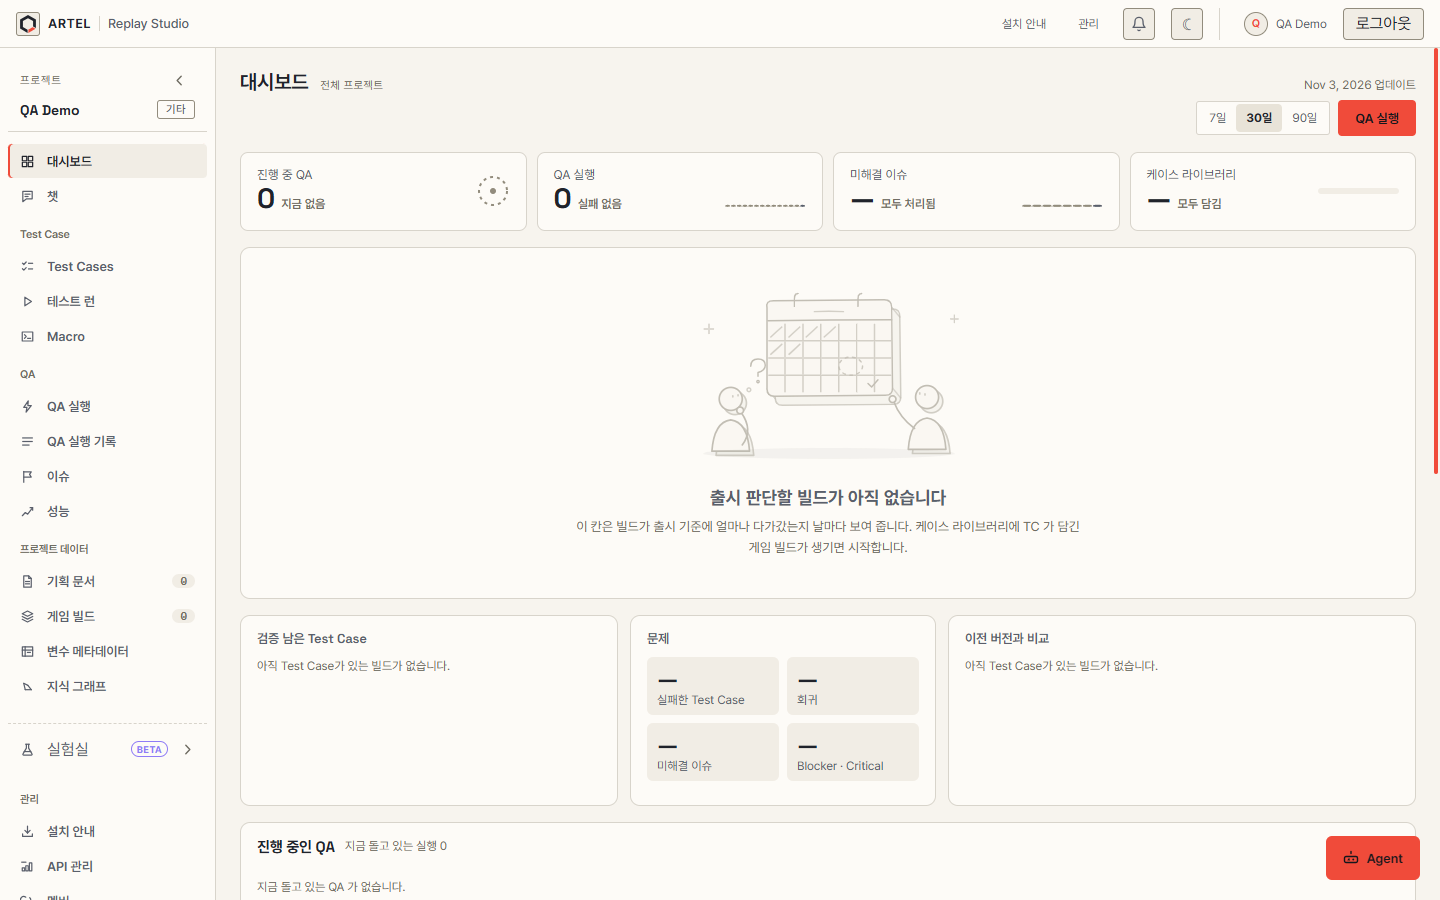 ARTEL
Replay Studio
설치 안내
관리
Q
QA Demo
로그아웃
프로젝트
QA Demo
기타
대시보드
챗
Test Case
Test Cases
테스트 런
Macro
QA
QA 실행
QA 실행 기록
이슈
성능
프로젝트 데이터
기획 문서
0
게임 빌드
0
변수 메타데이터
지식 그래프
실험실
BETA
관리
설치 안내
API 관리
대시보드
전체 프로젝트
Nov 3, 2026 업데이트
7일
30일
90일
QA 실행
진행 중 QA
0 지금 없음
QA 실행
0 실패 없음
미해결 이슈
— 모두 처리됨
케이스 라이브러리
— 모두 담김
?
출시 판단할 빌드가 아직 없습니다
이 칸은 빌드가 출시 기준에 얼마나 다가갔는지 날마다 보여 줍니다. 케이스 라이브러리에 TC 가 담긴
게임 빌드가 생기면 시작합니다.
검증 남은 Test Case
아직 Test Case가 있는 빌드가 없습니다.
문제
—
실패한 Test Case
—
회귀
—
미해결 이슈
—
Blocker · Critical
이전 버전과 비교
아직 Test Case가 있는 빌드가 없습니다.
진행 중인 QA
지금 돌고 있는 실행 0
지금 돌고 있는 QA 가 없습니다.
Agent